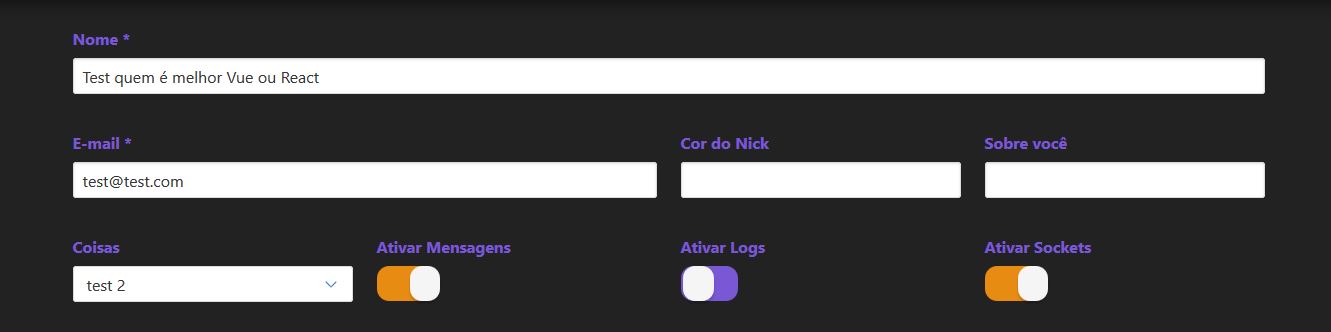 Nome *
Test quem é melhor Vue ou React
E-mail * Cor do Nick Sobre você
test@test.com
Coisas Ativar Mensagens Ativar Logs Ativar Sockets
test 2